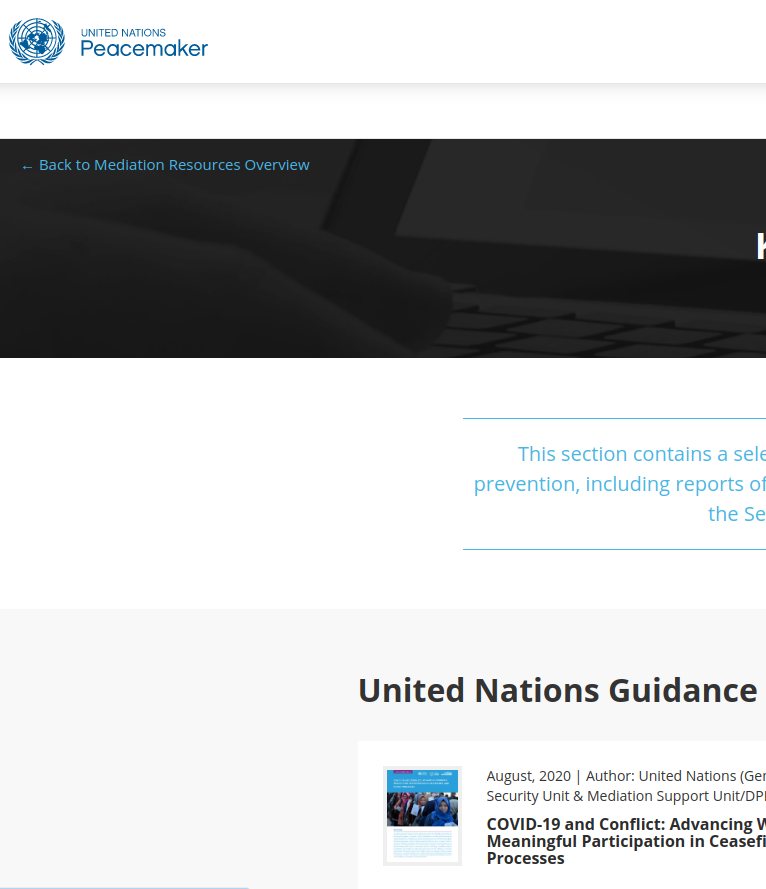 UNITED NATIONS
Peacemaker
← Back to Mediation Resources Overview
This section contains a sele
prevention, including reports of
the Se
United Nations Guidance
August, 2020 | Author: United Nations (Ger
Security Unit & Mediation Support Unit/DPI
COVID-19 and Conflict: Advancing W
Meaningful Participation in Ceasefi
Processes